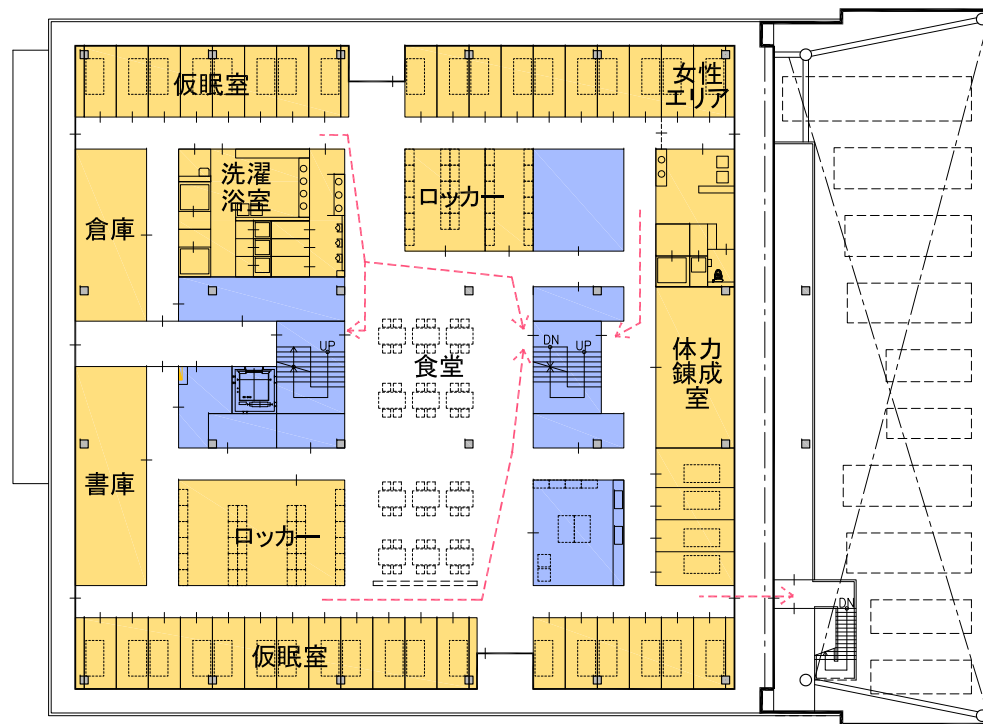 仮眠室
女性
エリア
洗濯
浴室
ロッカー
倉庫
UP
DN
UP
食堂
体力
錬成
室
書庫
ロッカー
DN
仮眠室